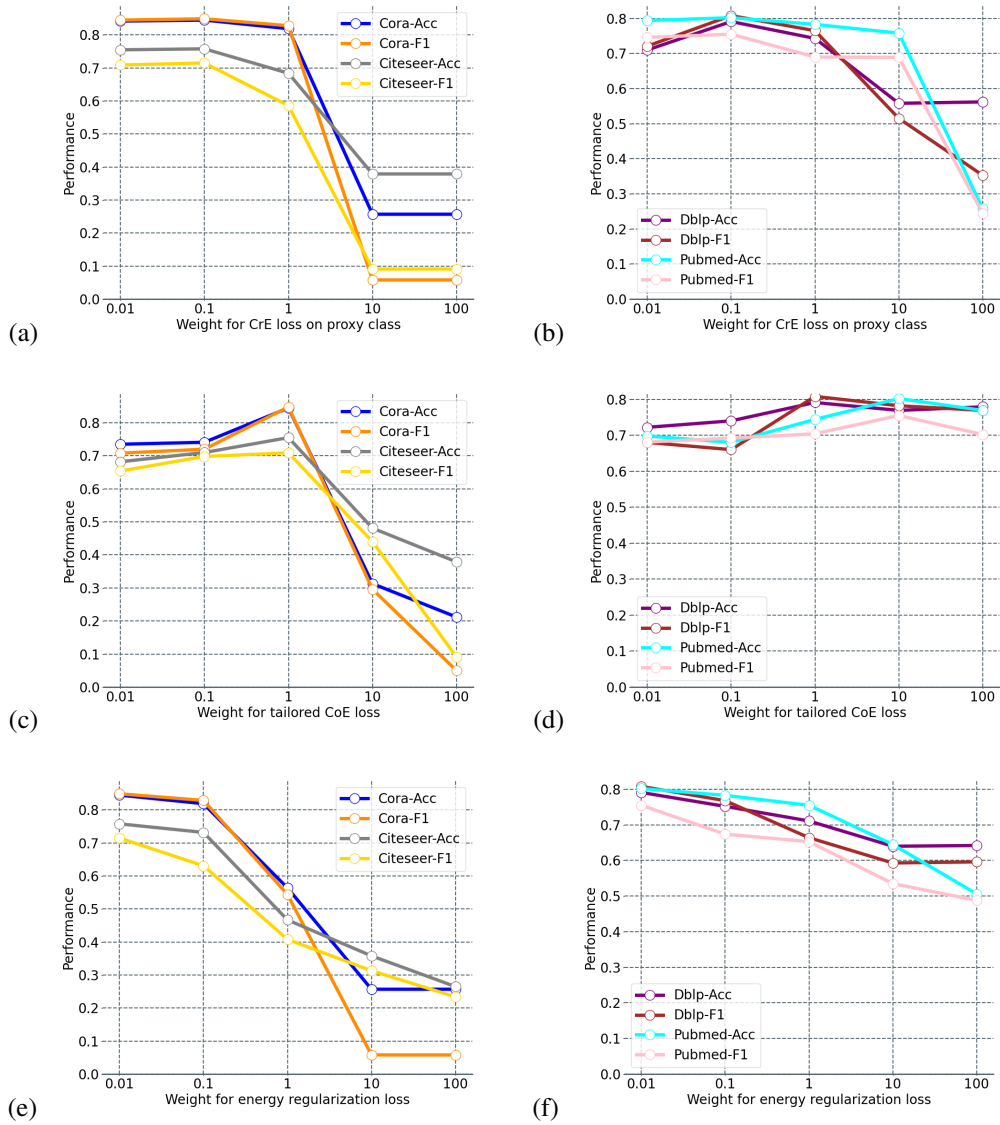 0.8
0.7
0.6
0.5
0.4
0.3
0.2
0.1
0.0
Performance
Cora-Acc
Cora-F1
Citeseer-Acc
Citeseer-F1
0.01 0.1 1 10 100
Weight for CrE loss on proxy class
(a)
0.8
0.7
0.6
0.5
0.4
0.3
0.2
0.1
0.0
Performance
Dblp-Acc
Dblp-F1
Pubmed-Acc
Pubmed-F1
0.01 0.1 1 10 100
Weight for CrE loss on proxy class
(b)
0.8
0.7
0.6
0.5
0.4
0.3
0.2
0.1
0.0
Performance
Cora-Acc
Cora-F1
Citeseer-Acc
Citeseer-F1
0.01 0.1 1 10 100
Weight for tailored CoE loss
(c)
0.8
0.7
0.6
0.5
0.4
0.3
0.2
0.1
0.0
Performance
Dblp-Acc
Dblp-F1
Pubmed-Acc
Pubmed-F1
0.01 0.1 1 10 100
Weight for tailored CoE loss
(d)
0.8
0.7
0.6
0.5
0.4
0.3
0.2
0.1
0.0
Performance
Cora-Acc
Cora-F1
Citeseer-Acc
Citeseer-F1
0.01 0.1 1 10 100
Weight for energy regularization loss
(e)
0.8
0.7
0.6
0.5
0.4
0.3
0.2
0.1
0.0
Performance
Dblp-Acc
Dblp-F1
Pubmed-Acc
Pubmed-F1
0.01 0.1 1 10 100
Weight for energy regularization loss
(f)